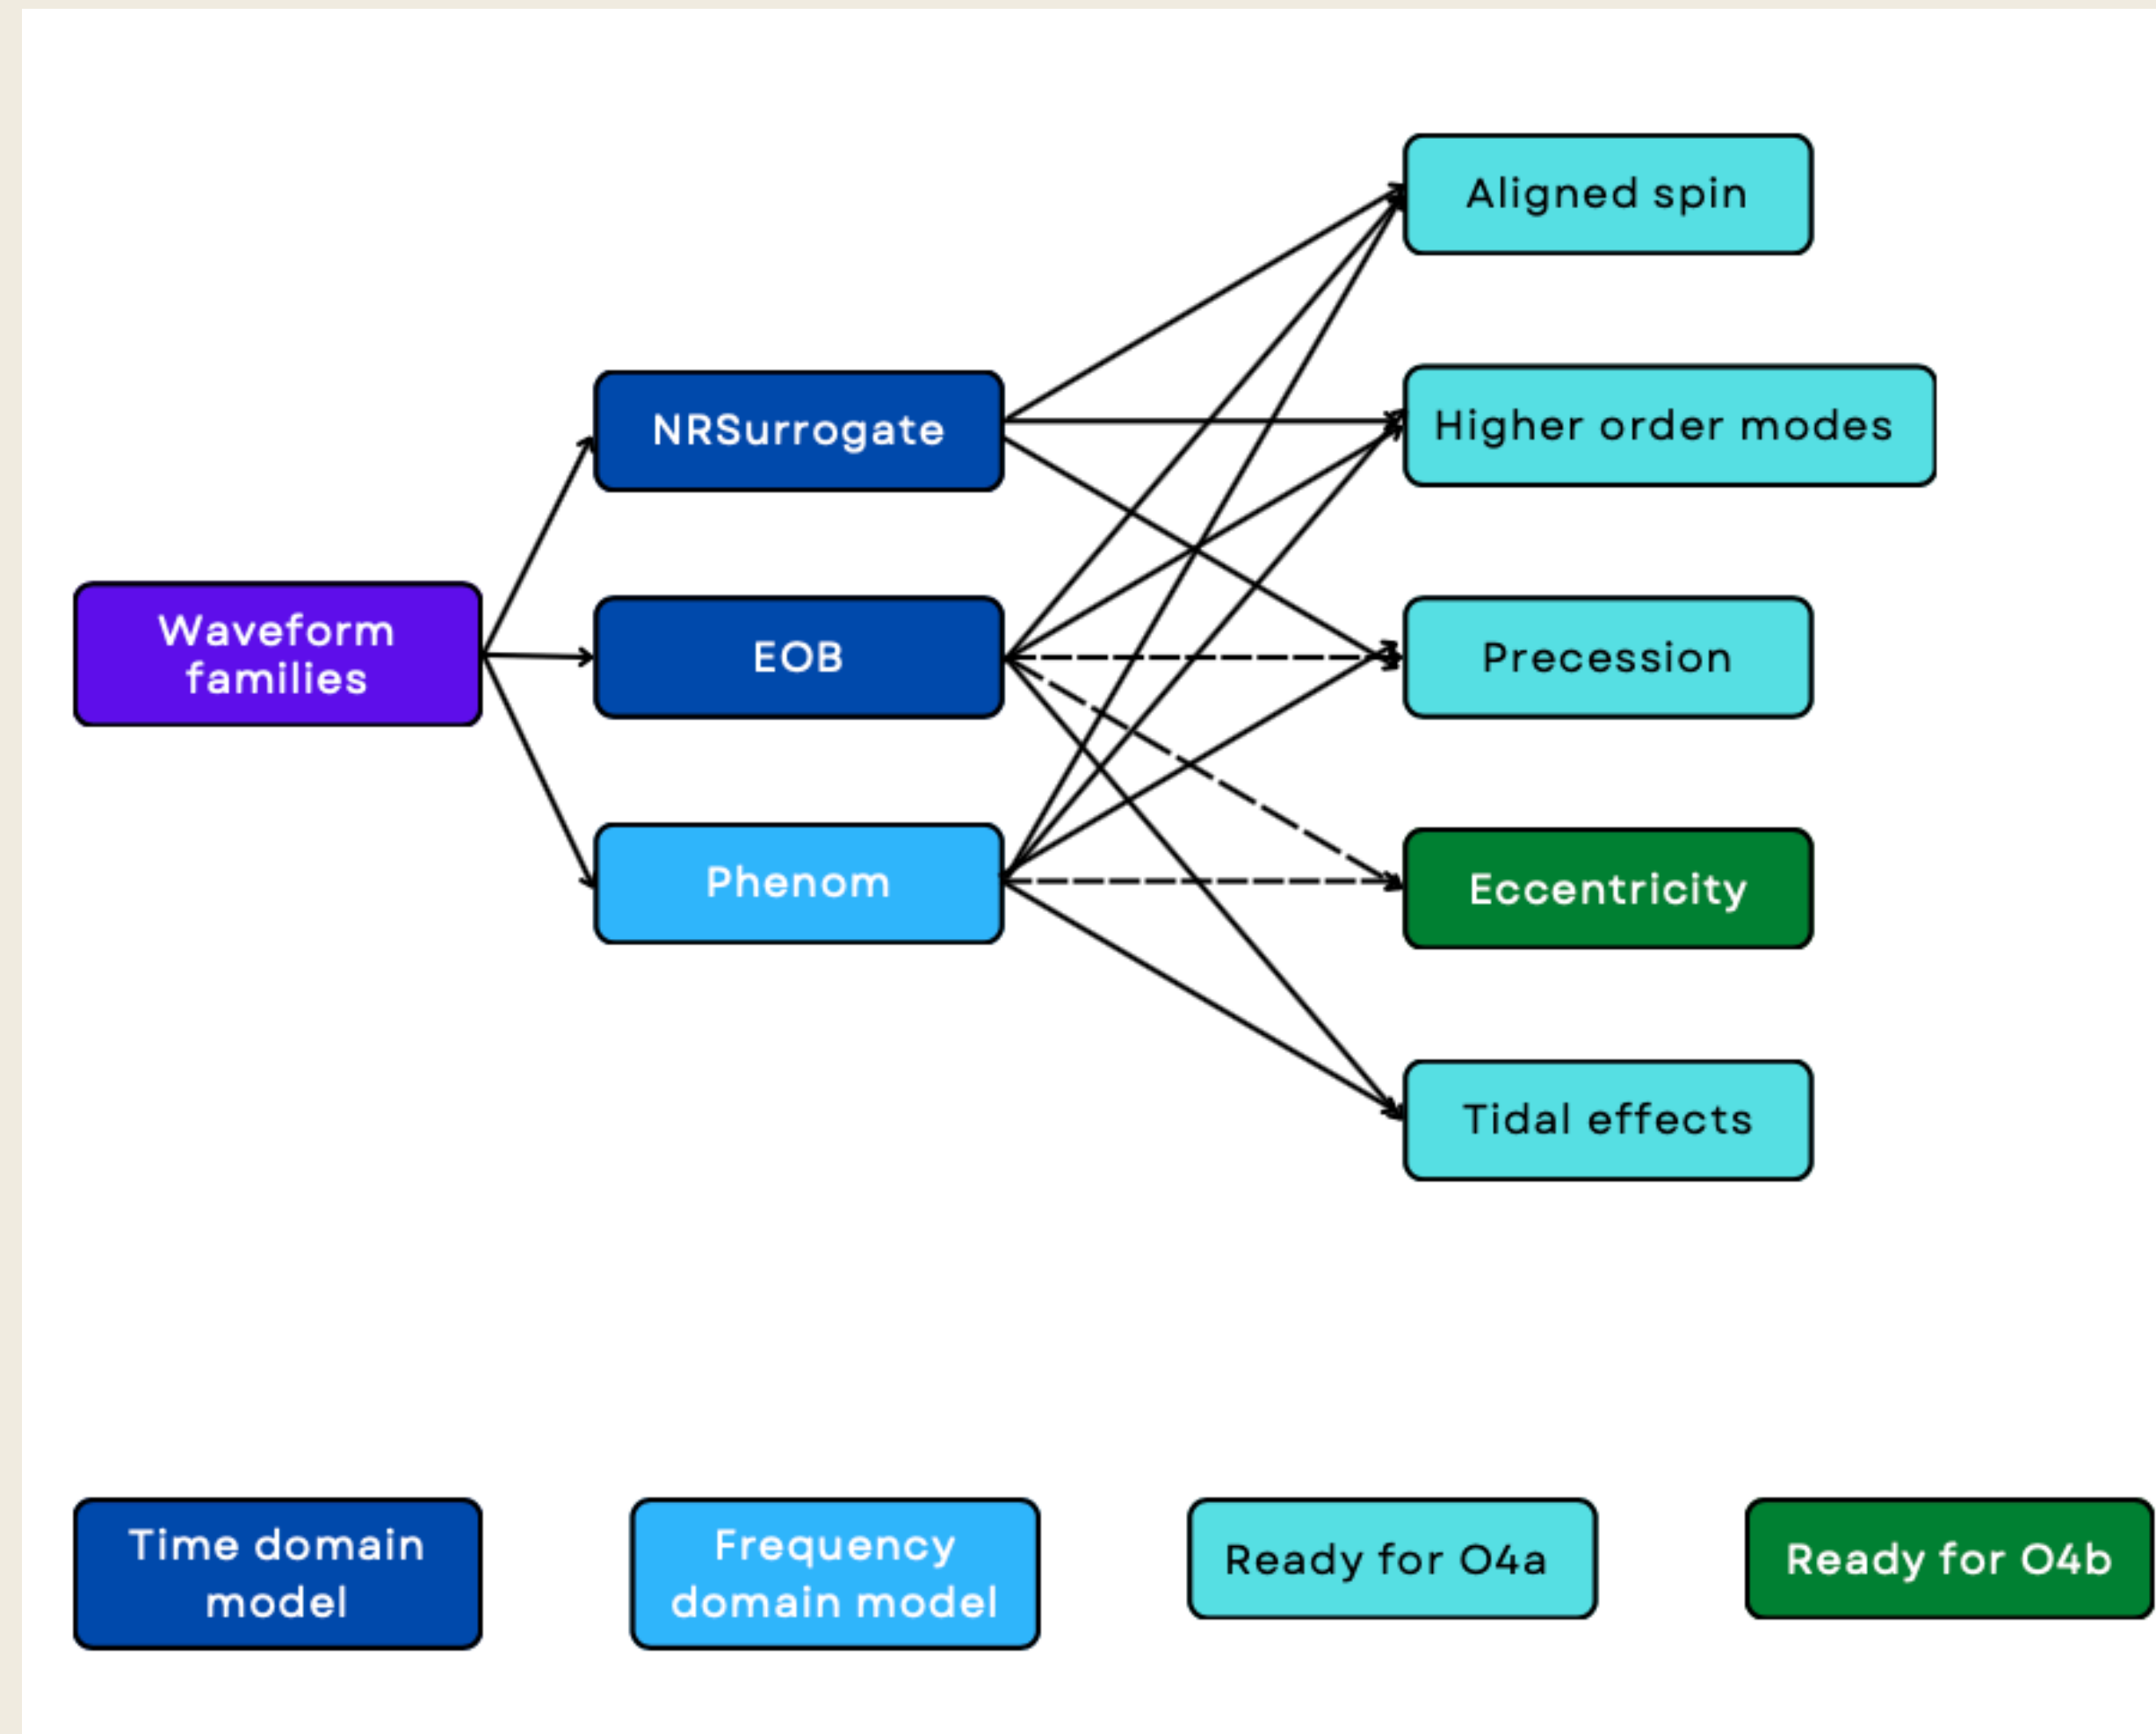 Aligned spin
NRSurrogate
Higher order modes
Waveform
families
EOB
Precession
Phenom
Eccentricity
Tidal effects
Time domain
model
Frequency
domain model
Ready for O4a
Ready for O4b